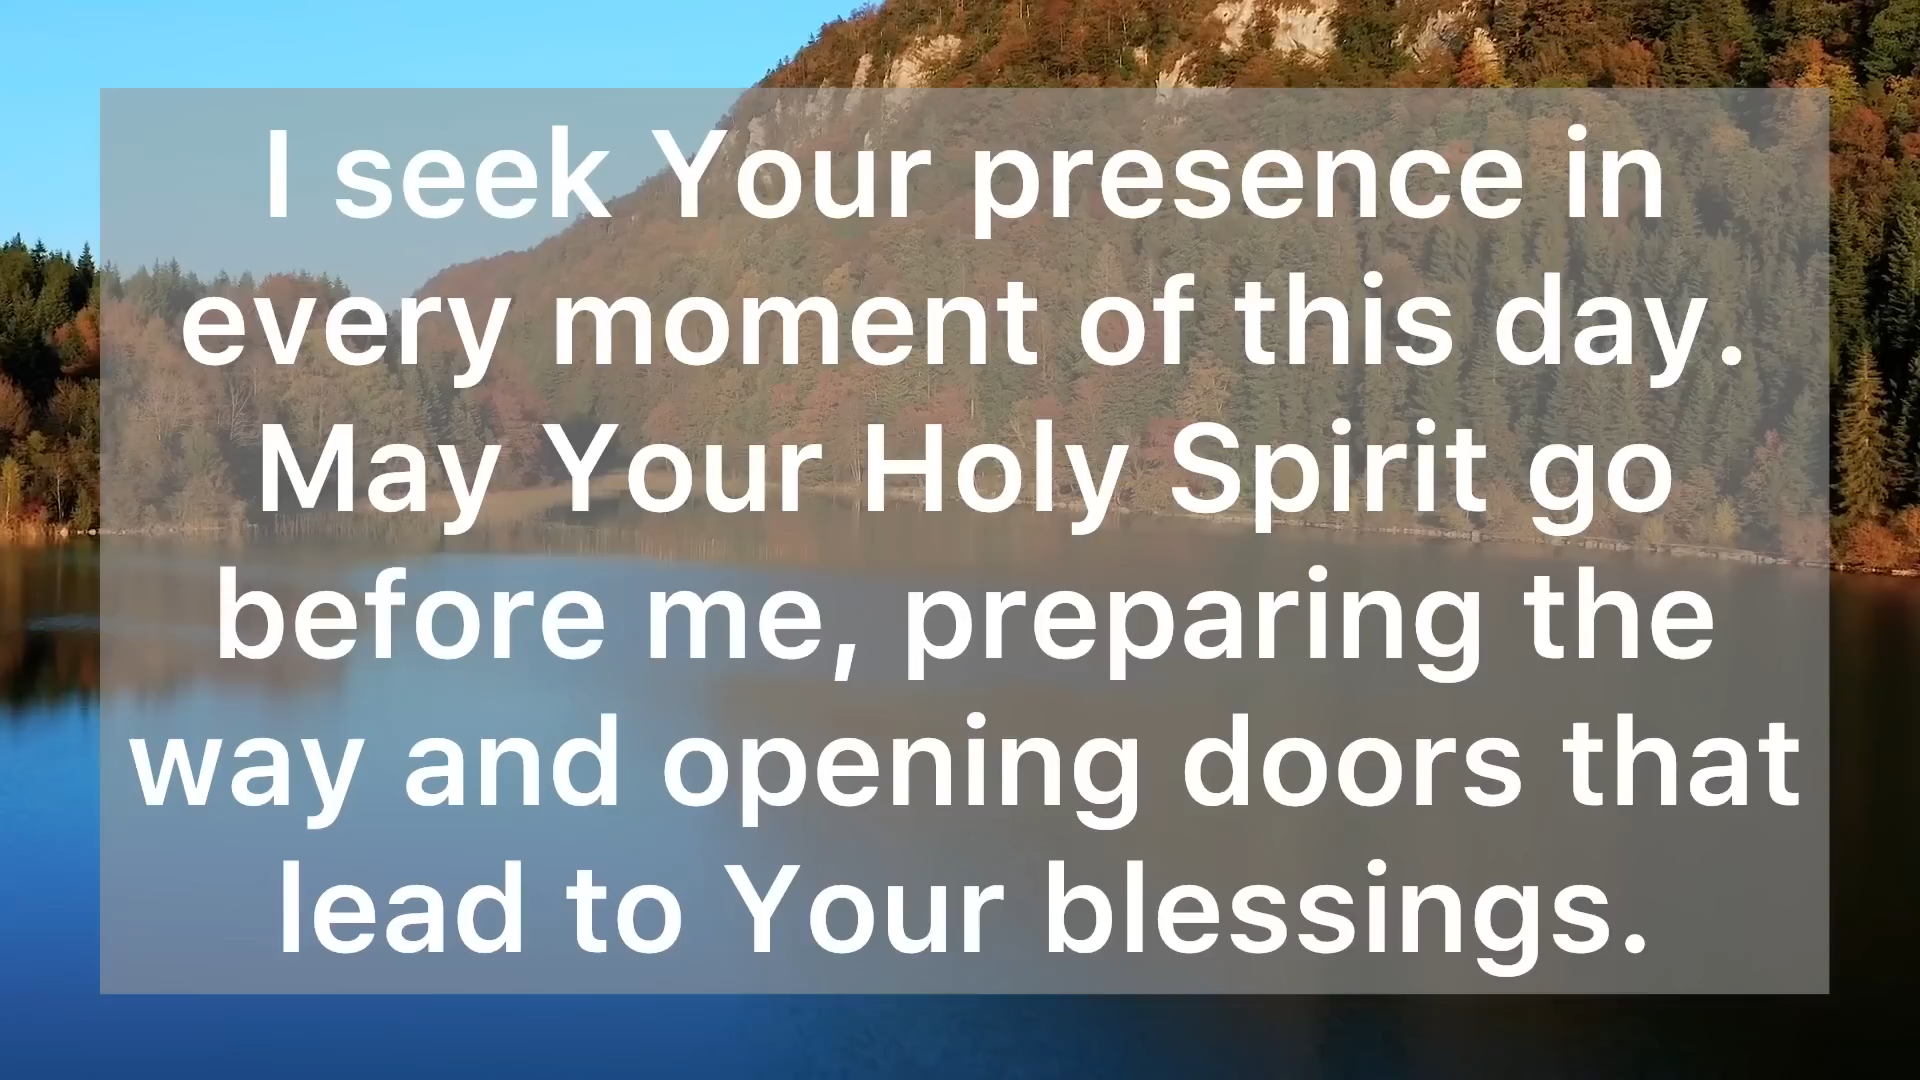 I seek Your presence in
every moment of this day.
May Your Holy Spirit go
before me, preparing the
way and opening doors that
lead to Your blessings.